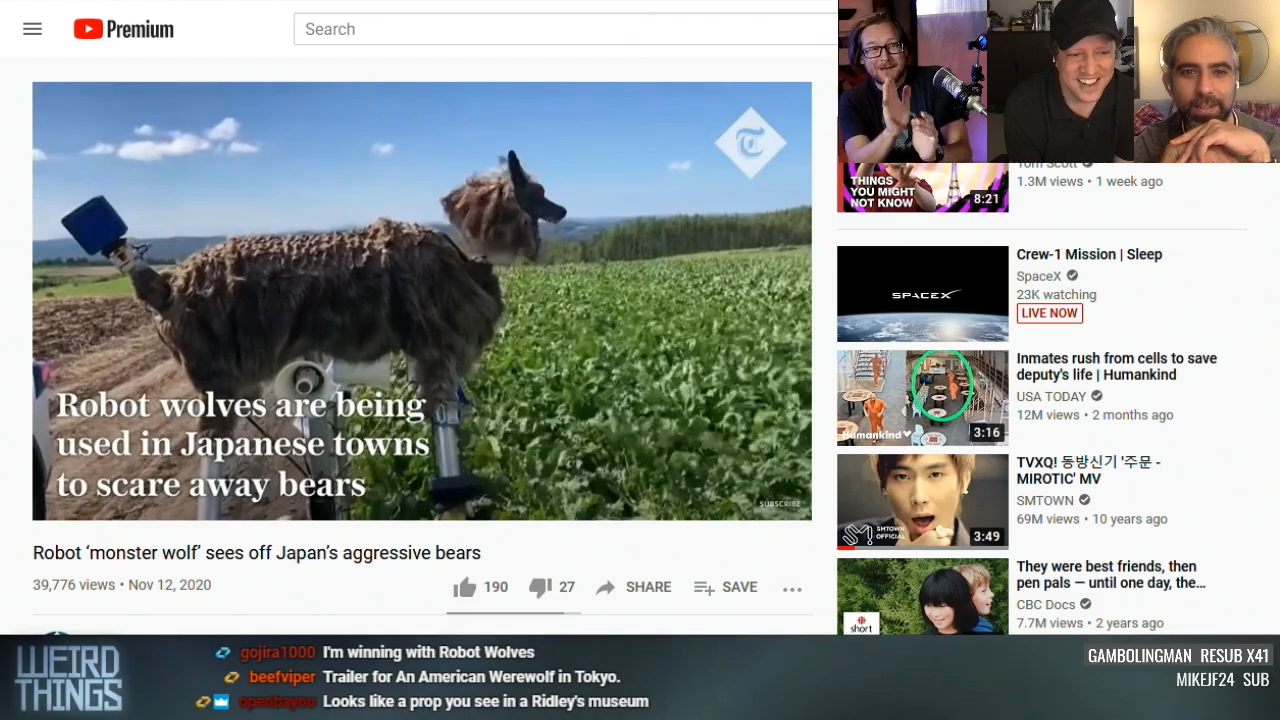 Premium
Search
T
Robot wolves are being
used in Japanese towns
to scare away bears
SUBSCRIBE
Robot ‘monster wolf’ sees off Japan’s aggressive bears
39,776 views • Nov 12, 2020
190
27
SHARE
SAVE
THINGS
YOU MIGHT
NOT KNOW
8:21
Tom Scott
1.3M views • 1 week ago
SPACEX
Crew-1 Mission | Sleep
SpaceX
23K watching
LIVE NOW
Humankind
3:16
Inmates rush from cells to save
deputy's life | Humankind
USA TODAY
12M views • 2 months ago
SM
SMTOWN
OFFICIAL
3:49
TVXQ! 동방신기 '주문 -
MIROTIC' MV
SMTOWN
69M views • 10 years ago
short
They were best friends, then
pen pals — until one day, the...
CBC Docs
7.7M views • 2 years ago
WEIRD
THINGS
gojira1000 I'm winning with Robot Wolves
beefviper Trailer for An American Werewolf in Tokyo.
openbayou Looks like a prop you see in a Ridley's museum
GAMBOLINGMAN RESUB X41
MIKEJF24 SUB